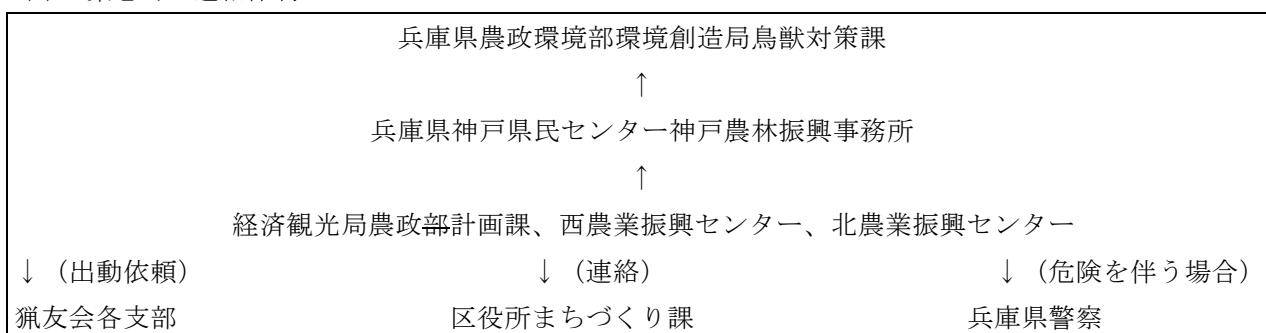 兵庫県農政環境部環境創造局鳥獣対策課
↑
兵庫県神戸県民センター神戸農林振興事務所
↑
経済観光局農政部計画課、西農業振興センター、北農業振興センター
↓（出動依頼） ↓（連絡） ↓（危険を伴う場合）
猟友会各支部 区役所まちづくり課 兵庫県警察